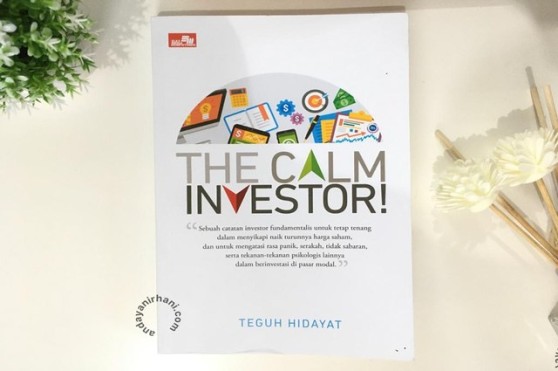 THE CALM
INVESTOR!
“Sebuah catatan investor fundamentalis untuk tetap tenang
dalam menyikapi naik turunnya harga saham,
dan untuk mengatasi rasa panik, serakah, tidak sabaran,
serta tekanan-tekanan psikologis lainnya
dalam berinvestasi di pasar modal.”
TEGUH HIDAYAT
andayanirhani.com